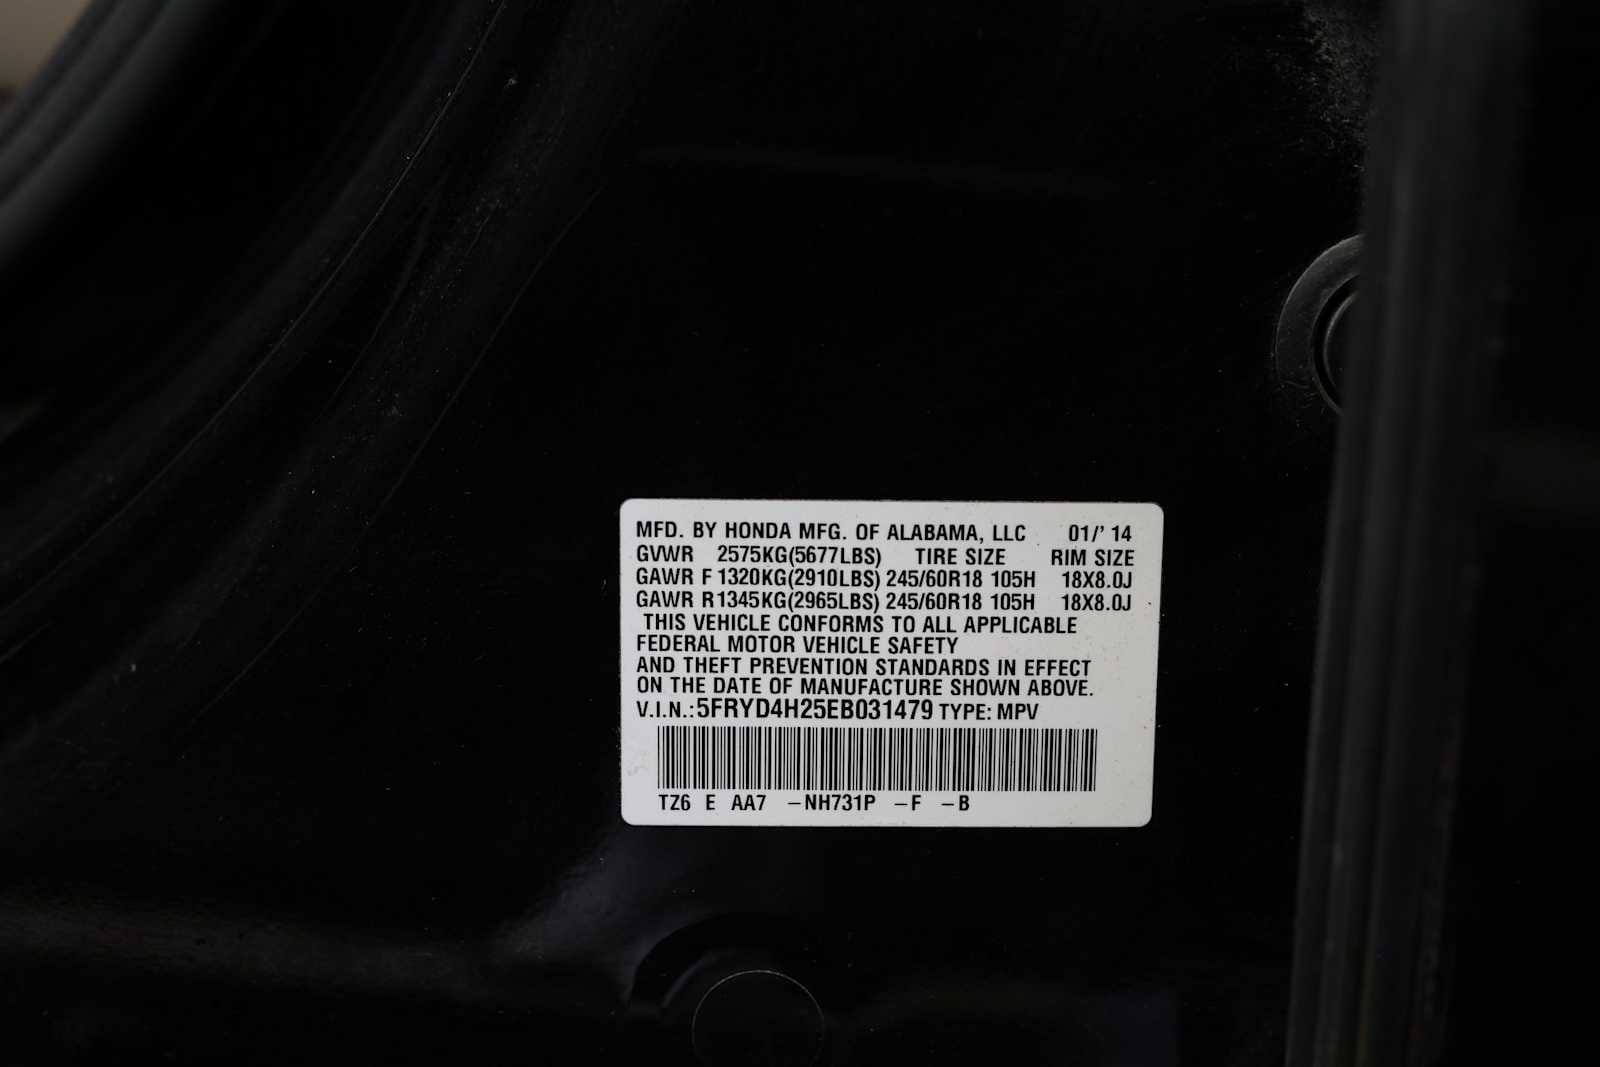 MFD. BY HONDA MFG. OF ALABAMA, LLC 01/' 14
GVWR 2575KG(5677LBS) TIRE SIZE RIM SIZE
GAWR F 1320KG(2910LBS) 245/60R18 105H 18X8.0J
GAWR R1345KG(2965LBS) 245/60R18 105H 18X8.0J
THIS VEHICLE CONFORMS TO ALL APPLICABLE
FEDERAL MOTOR VEHICLE SAFETY
AND THEFT PREVENTION STANDARDS IN EFFECT
ON THE DATE OF MANUFACTURE SHOWN ABOVE.
V.I.N.:5FRYD4H25EB031479 TYPE: MPV
TZ6 E AA7 –NH731P –F –B